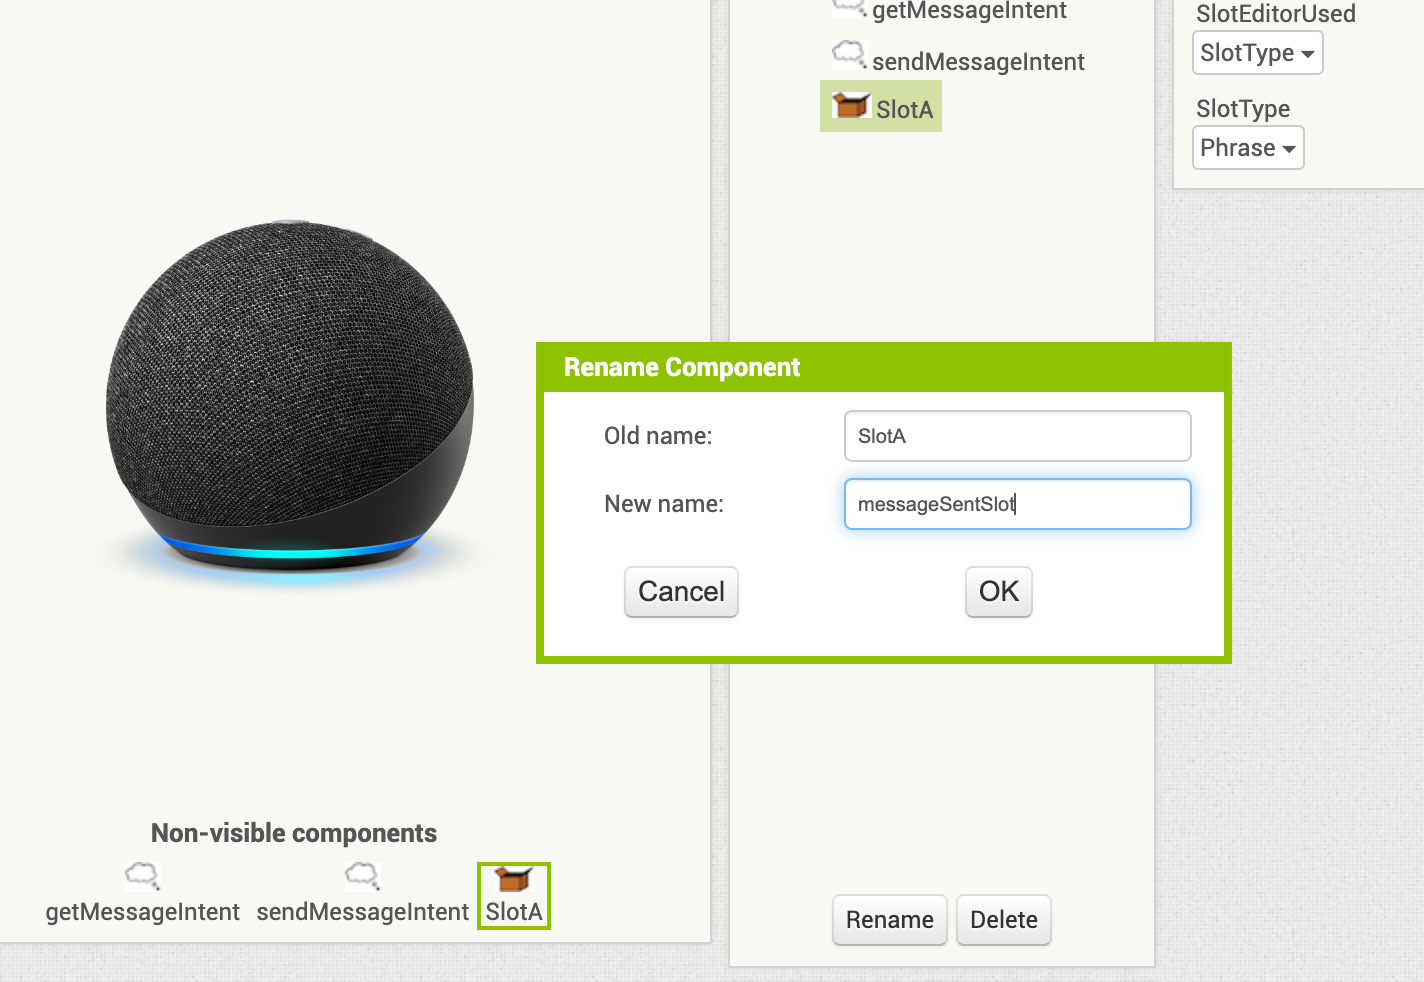 getMessageIntent
sendMessageIntent
SlotA
SlotEditorUsed
SlotType
SlotType
Phrase
Rename Component
Old name:
SlotA
New name:
messageSentSlot
Cancel
OK
Non-visible components
getMessageIntent
sendMessageIntent
SlotA
Rename
Delete